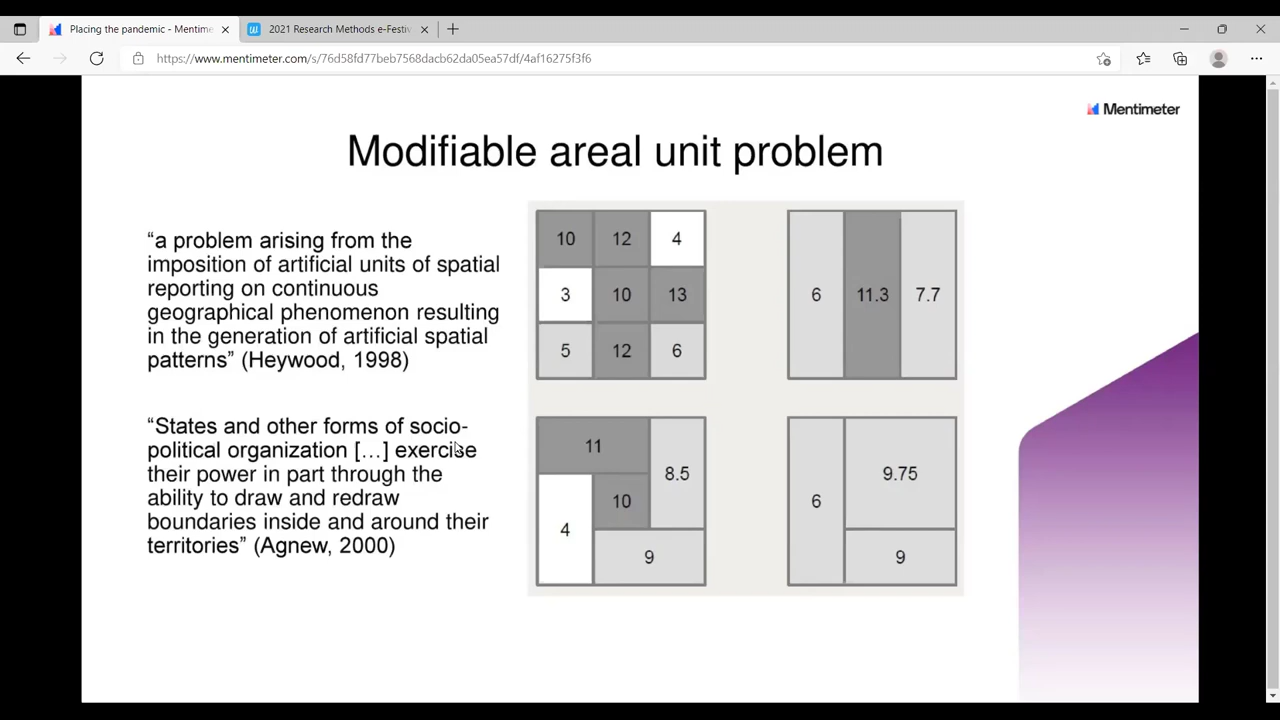 Placing the pandemic - Mentime
2021 Research Methods e-Festiv
https://www.mentimeter.com/s/76d58fd77beb7568dacb62da05ea57df/4af16275f3f6
Mentimeter
Modifiable areal unit problem
“a problem arising from the
imposition of artificial units of spatial
reporting on continuous
geographical phenomenon resulting
in the generation of artificial spatial
patterns” (Heywood, 1998)
“States and other forms of socio-
political organization […] exercise
their power in part through the
ability to draw and redraw
boundaries inside and around their
territories” (Agnew, 2000)
10 12 4
3 10 13
5 12 6
6 11.3 7.7
11
8.5
10
4
9
9.75
6
9